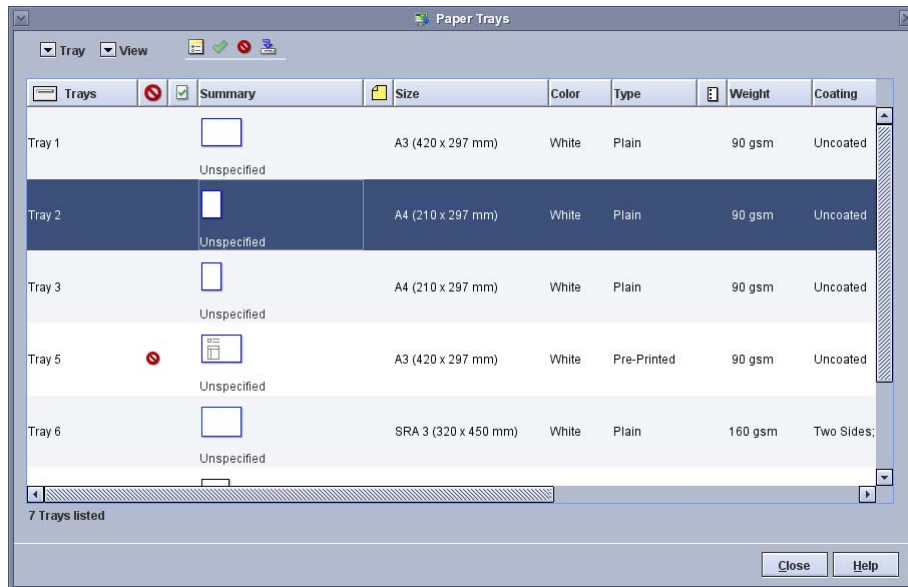 Paper Trays
Tray View
Trays Summary Size Color Type Weight Coating
Tray 1 A3 (420 x 297 mm) White Plain 90 gsm Uncoated
Unspecified
Tray 2 A4 (210 x 297 mm) White Plain 90 gsm Uncoated
Unspecified
Tray 3 A4 (210 x 297 mm) White Plain 90 gsm Uncoated
Unspecified
Tray 5 A3 (420 x 297 mm) White Pre-Printed 90 gsm Uncoated
Unspecified
Tray 6 SRA 3 (320 x 450 mm) White Plain 160 gsm Two Sides;
Unspecified
7 Trays listed
Close Help